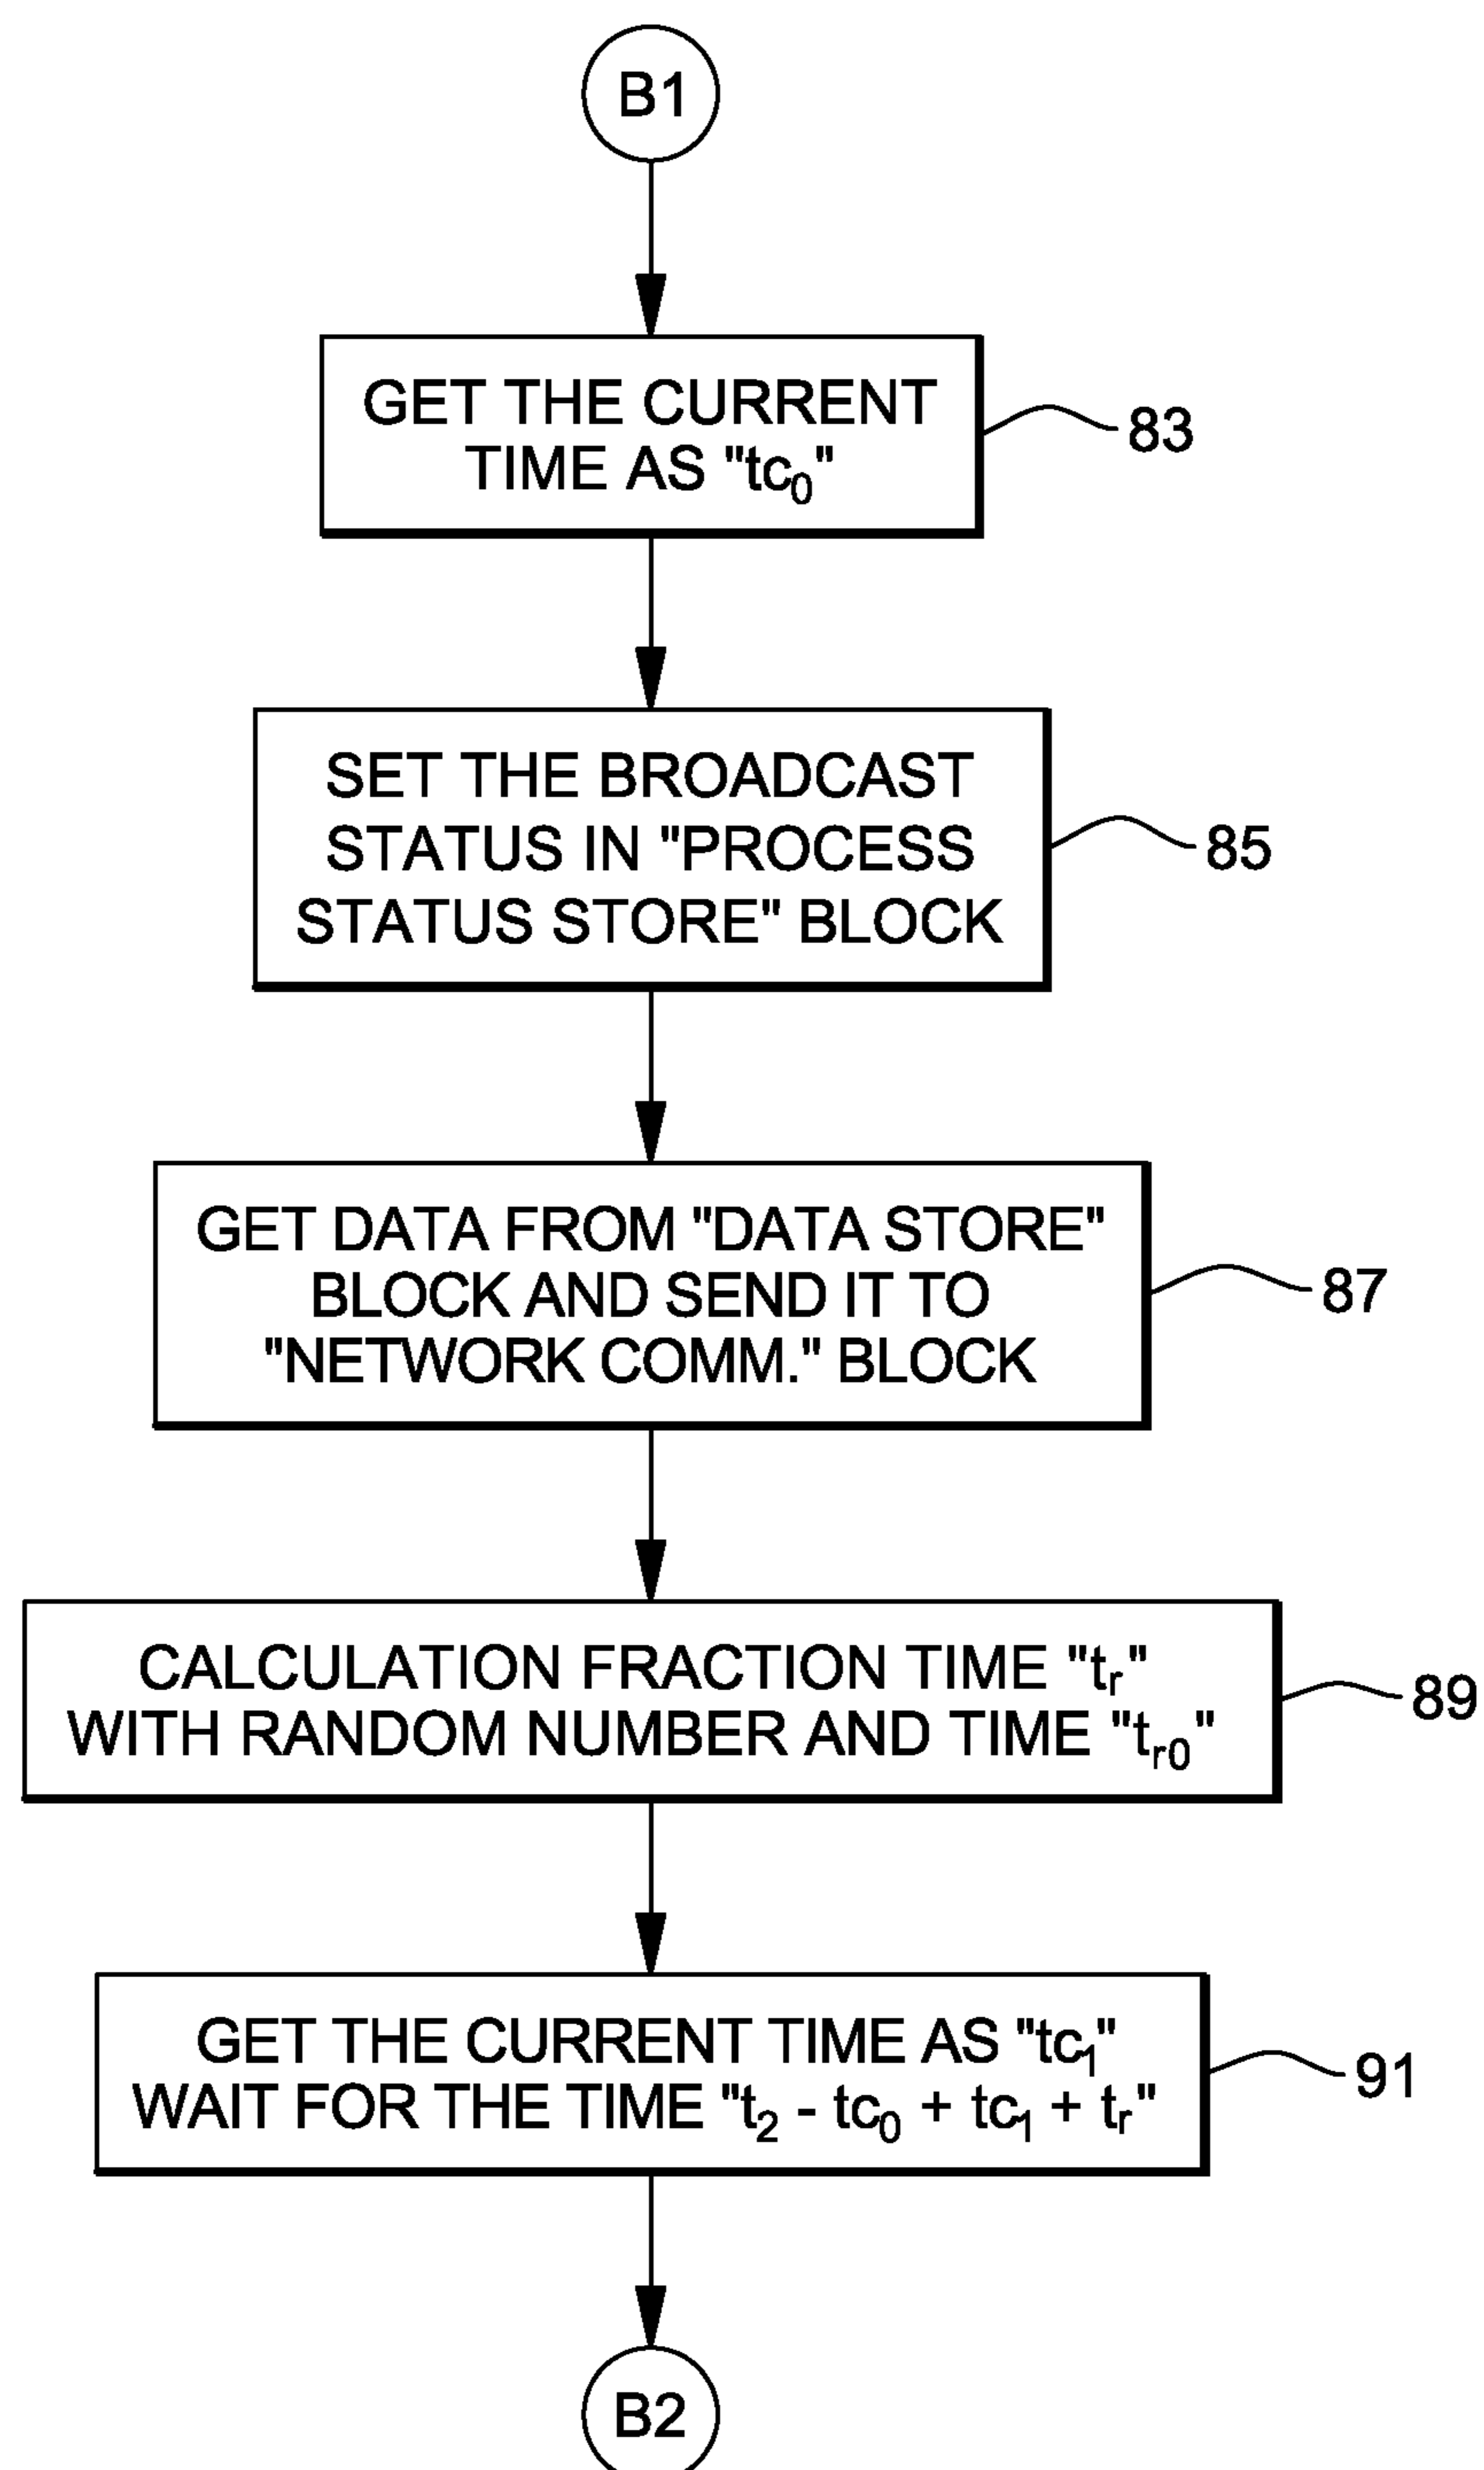 B1
GET THE CURRENT
TIME AS "tc₀"
83
SET THE BROADCAST
STATUS IN "PROCESS
STATUS STORE" BLOCK
85
GET DATA FROM "DATA STORE"
BLOCK AND SEND IT TO
"NETWORK COMM." BLOCK
87
CALCULATION FRACTION TIME "tᵣ"
WITH RANDOM NUMBER AND TIME "tᵣ₀"
89
GET THE CURRENT TIME AS "tc₁"
WAIT FOR THE TIME "t₂ - tc₀ + tc₁ + tᵣ"
91
B2